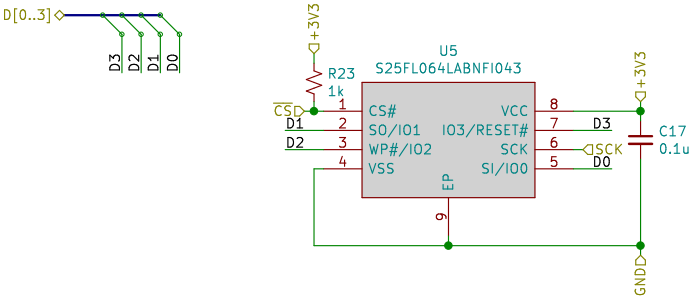 D[0..3]
D3
D2
D1
D0
+3V3
R23
1k
U5
S25FL064LABNFI043
+3V3
CS
1
CS#
VCC
8
D1
2
SO/IO1
IO3/RESET#
7
D3
D2
3
WP#/IO2
SCK
6
SCK
4
VSS
SI/IO0
5
D0
EP
9
C17
0.1u
GND